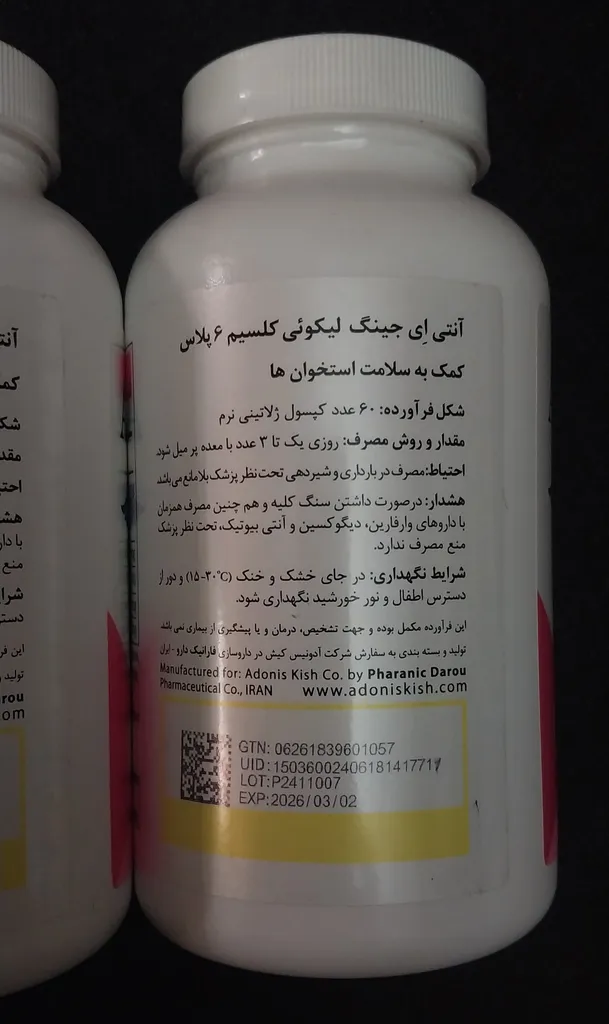 آنتی اِی جینگ لیکوئی کلسیم ۶ پلاس
کمک به سلامت استخوان ها
شکل فرآورده: ۶۰ عدد کپسول ژلاتینی نرم
مقدار و روش مصرف: روزی یک تا ۳ عدد با معده پر میل شود.
احتیاط: مصرف در بارداری و شیردهی تحت نظر پزشک بلامانع می باشد
هشدار: درصورت داشتن سنگ کلیه و هم چنین مصرف همزمان
با داروهای وارفارین، دیگوکسین و آنتی بیوتیک، تحت نظر پزشک
منع مصرف ندارد.
شرایط نگهداری: در جای خشک و خنک (۱۵-۳۰°C) و دور از
دسترس اطفال و نور خورشید نگهداری شود.
این فرآورده مکمل بوده و جهت تشخیص، درمان و یا پیشگیری از بیماری نمی باشد.
تولید و بسته بندی به سفارش شرکت آدونیس کیش در داروسازی فارانیک دارو - ایران
Manufactured for: Adonis Kish Co. by Pharanic Darou
Pharmaceutical Co., IRAN www.adoniskish.com
GTN: 06261839601057
UID: 15036002406181417717
LOT:P2411007
EXP:2026/03/02